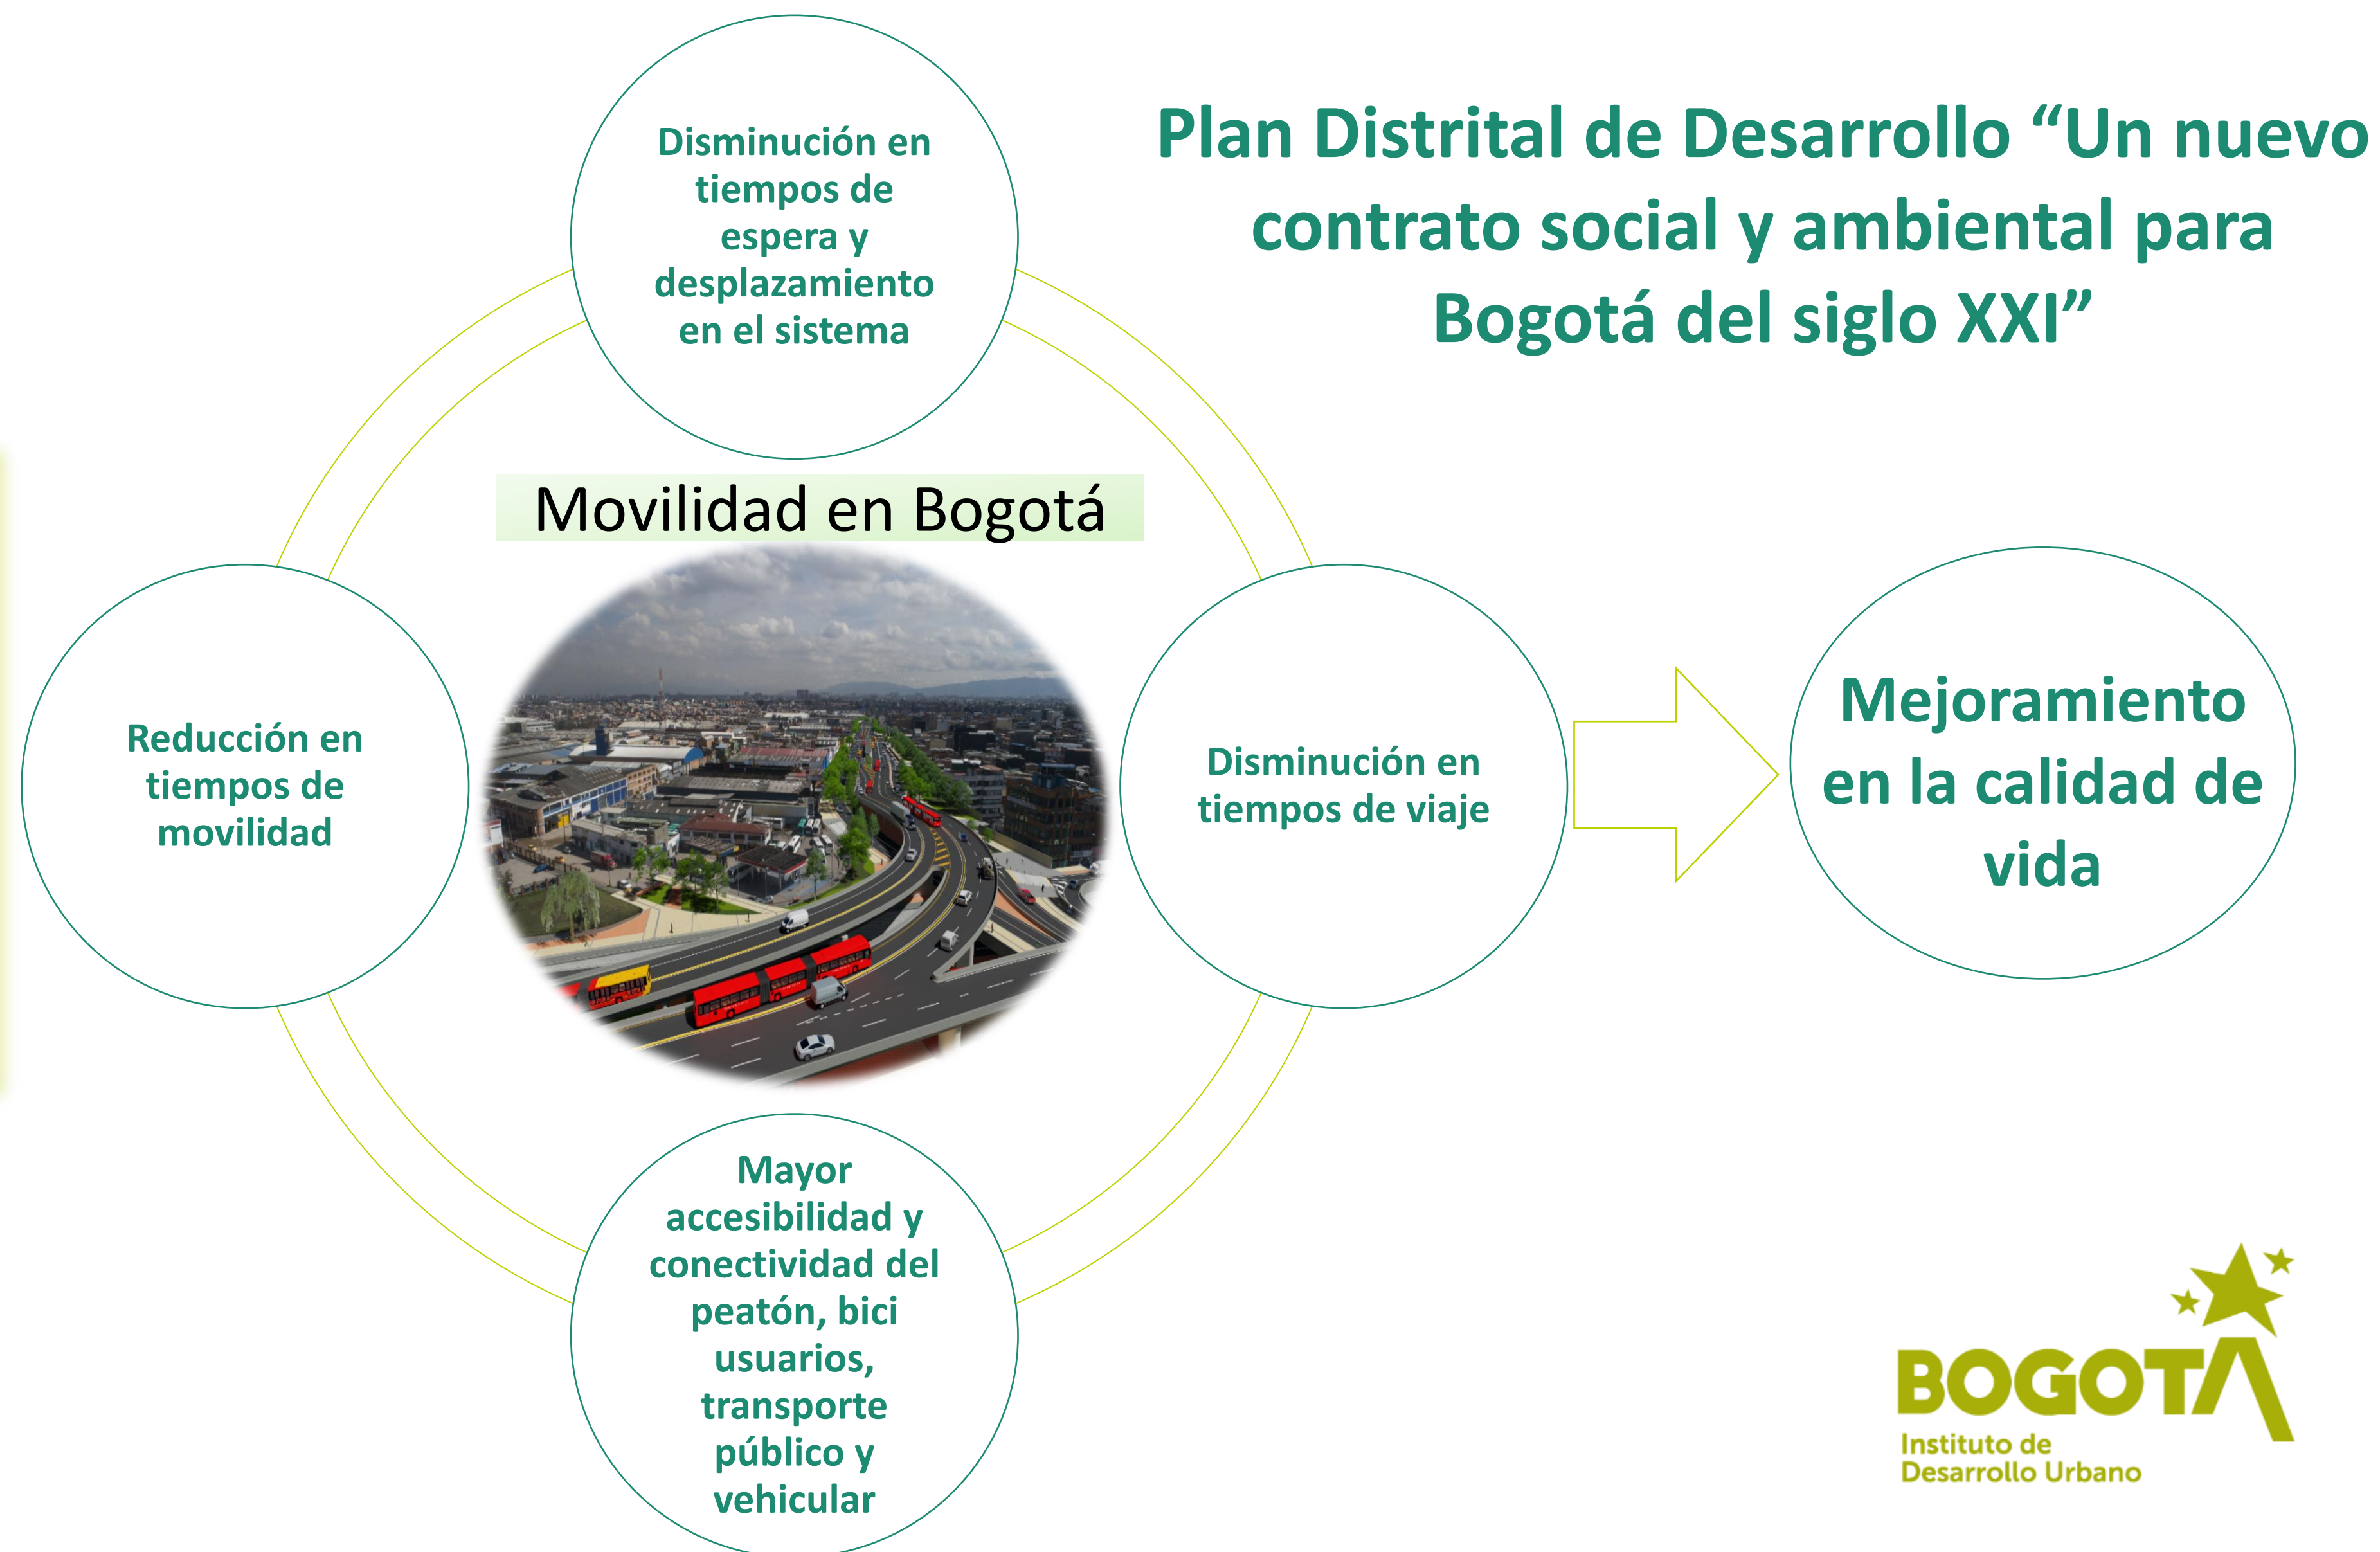 Plan Distrital de Desarrollo “Un nuevo
contrato social y ambiental para
Bogotá del siglo XXI”
Disminución en
tiempos de
espera y
desplazamiento
en el sistema
Movilidad en Bogotá
Reducción en
tiempos de
movilidad
Disminución en
tiempos de viaje
Mejoramiento
en la calidad de
vida
Mayor
accesibilidad y
conectividad del
peatón, bici
usuarios,
transporte
público y
vehicular
BOGOTÁ
Instituto de
Desarrollo Urbano